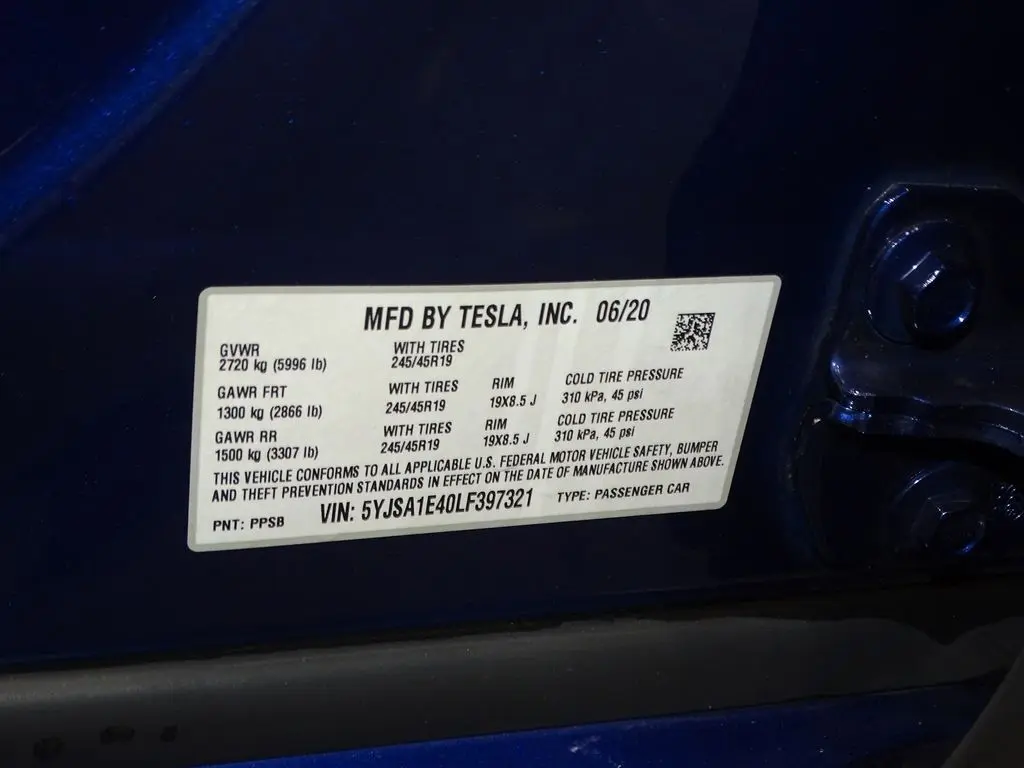 MFD BY TESLA, INC. 06/20
GVWR WITH TIRES
2720 kg (5996 lb) 245/45R19
GAWR FRT WITH TIRES RIM COLD TIRE PRESSURE
1300 kg (2866 lb) 245/45R19 19X8.5 J 310 kPa, 45 psi
GAWR RR WITH TIRES RIM COLD TIRE PRESSURE
1500 kg (3307 lb) 245/45R19 19X8.5 J 310 kPa, 45 psi
THIS VEHICLE CONFORMS TO ALL APPLICABLE U.S. FEDERAL MOTOR VEHICLE SAFETY, BUMPER
AND THEFT PREVENTION STANDARDS IN EFFECT ON THE DATE OF MANUFACTURE SHOWN ABOVE.
PNT: PPSB VIN: 5YJSA1E40LF397321 TYPE: PASSENGER CAR